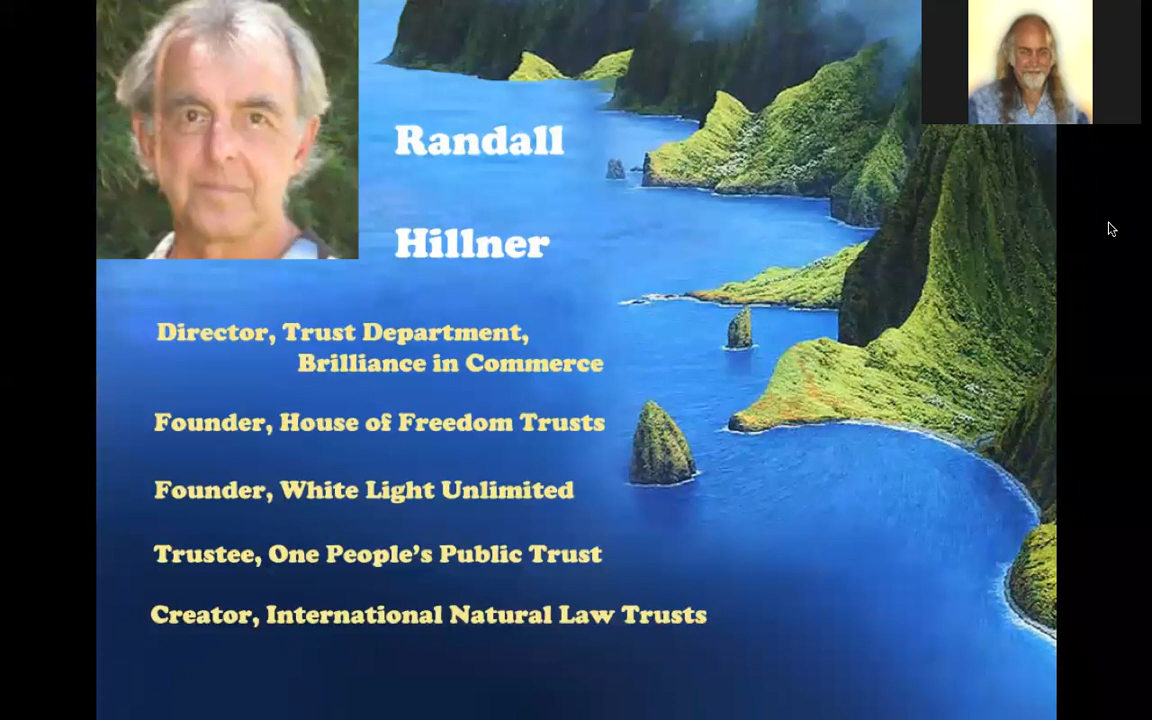 Randall
Hillner
Director, Trust Department,
Brilliance in Commerce
Founder, House of Freedom Trusts
Founder, White Light Unlimited
Trustee, One People’s Public Trust
Creator, International Natural Law Trusts